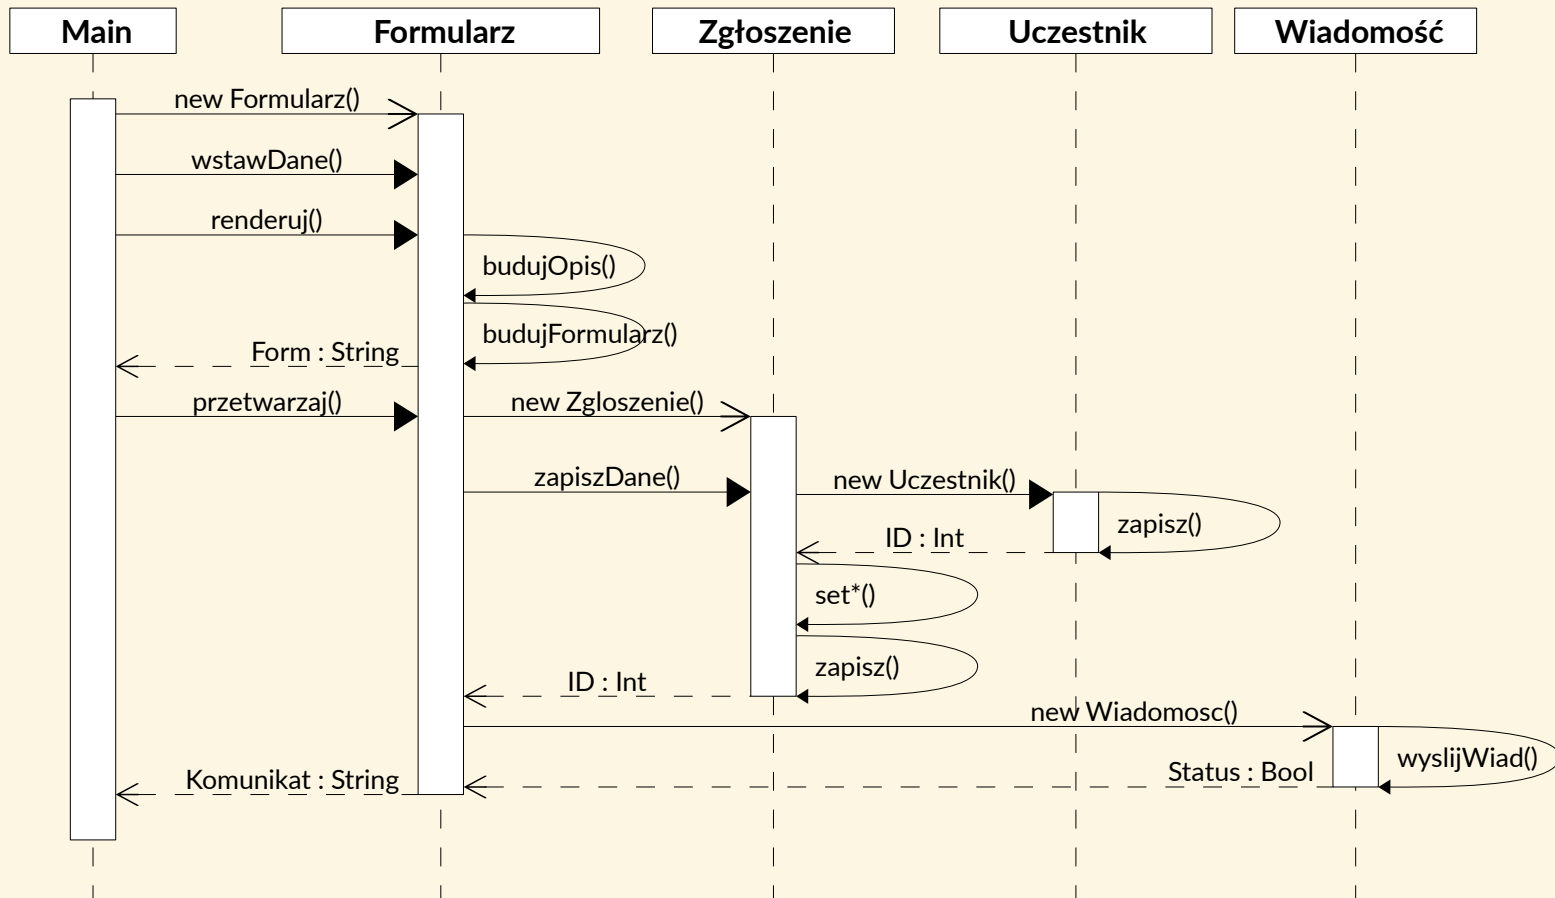 Main
Formularz
Zgłoszenie
Uczestnik
Wiadomość
new Formularz()
wstawDane()
renderuj()
budujOpis()
budujFormularz()
Form : String
przetwarzaj()
new Zgloszenie()
zapiszDane()
new Uczestnik()
zapisz()
ID : Int
set*()
zapisz()
ID : Int
new Wiadomosc()
wyslijWiad()
Status : Bool
Komunikat : String